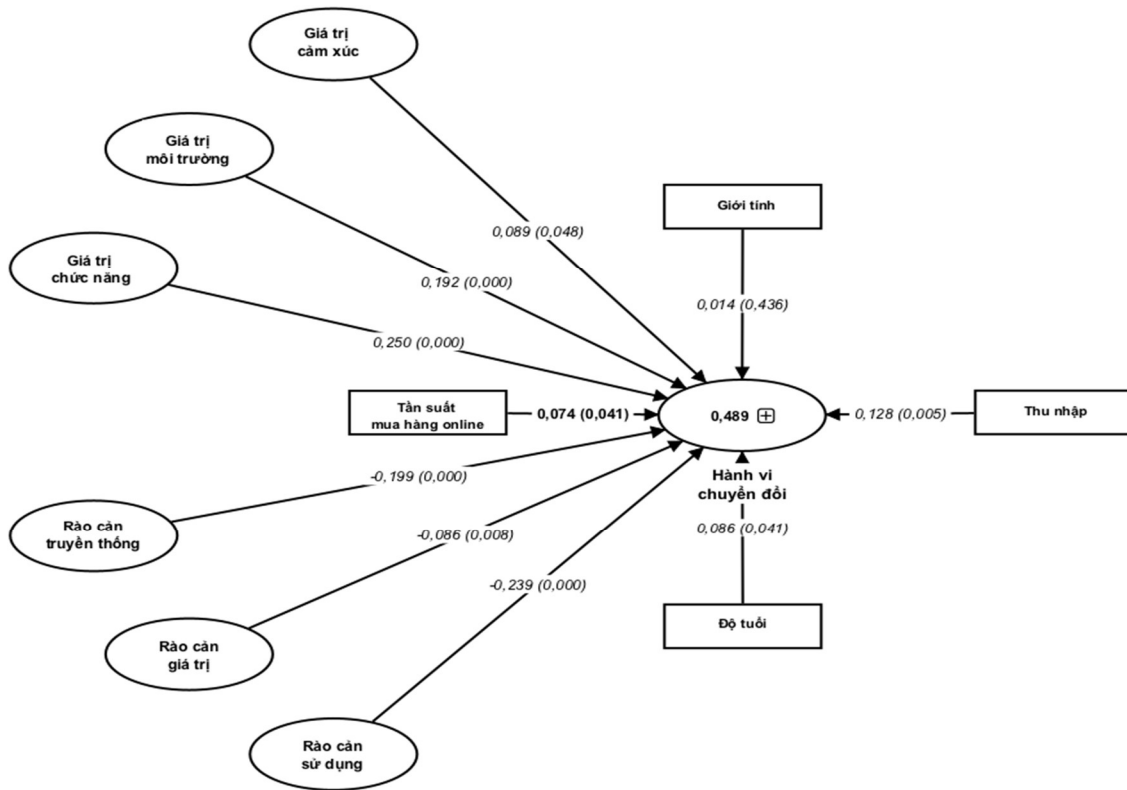 Giá trị
cảm xúc
Giá trị
môi trường
Giới tính
0,089 (0,048)
Giá trị
chức năng
0,192 (0,000)
0,014 (0,436)
0,250 (0,000)
Tần suất
mua hàng online
0,074 (0,041)
0,489
0,128 (0,005)
Thu nhập
-0,199 (0,000)
Hành vi
chuyển đổi
Rào cản
truyền thống
-0,086 (0,008)
0,086 (0,041)
-0,239 (0,000)
Độ tuổi
Rào cản
giá trị
Rào cản
sử dụng